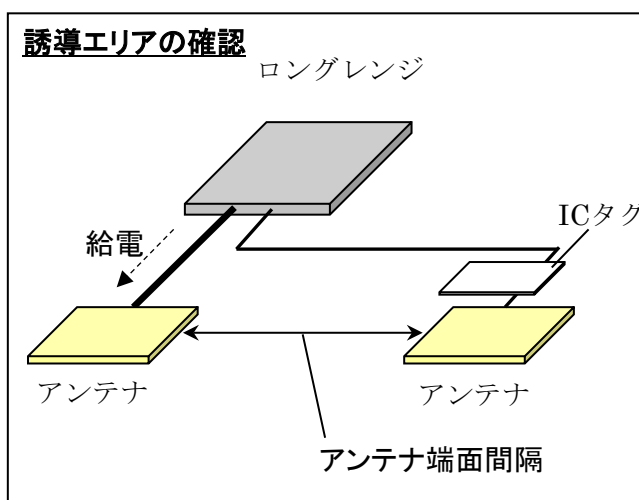 誘導エリアの確認
ロングレンジ
ICタグ
給電
アンテナ
アンテナ
アンテナ端面間隔